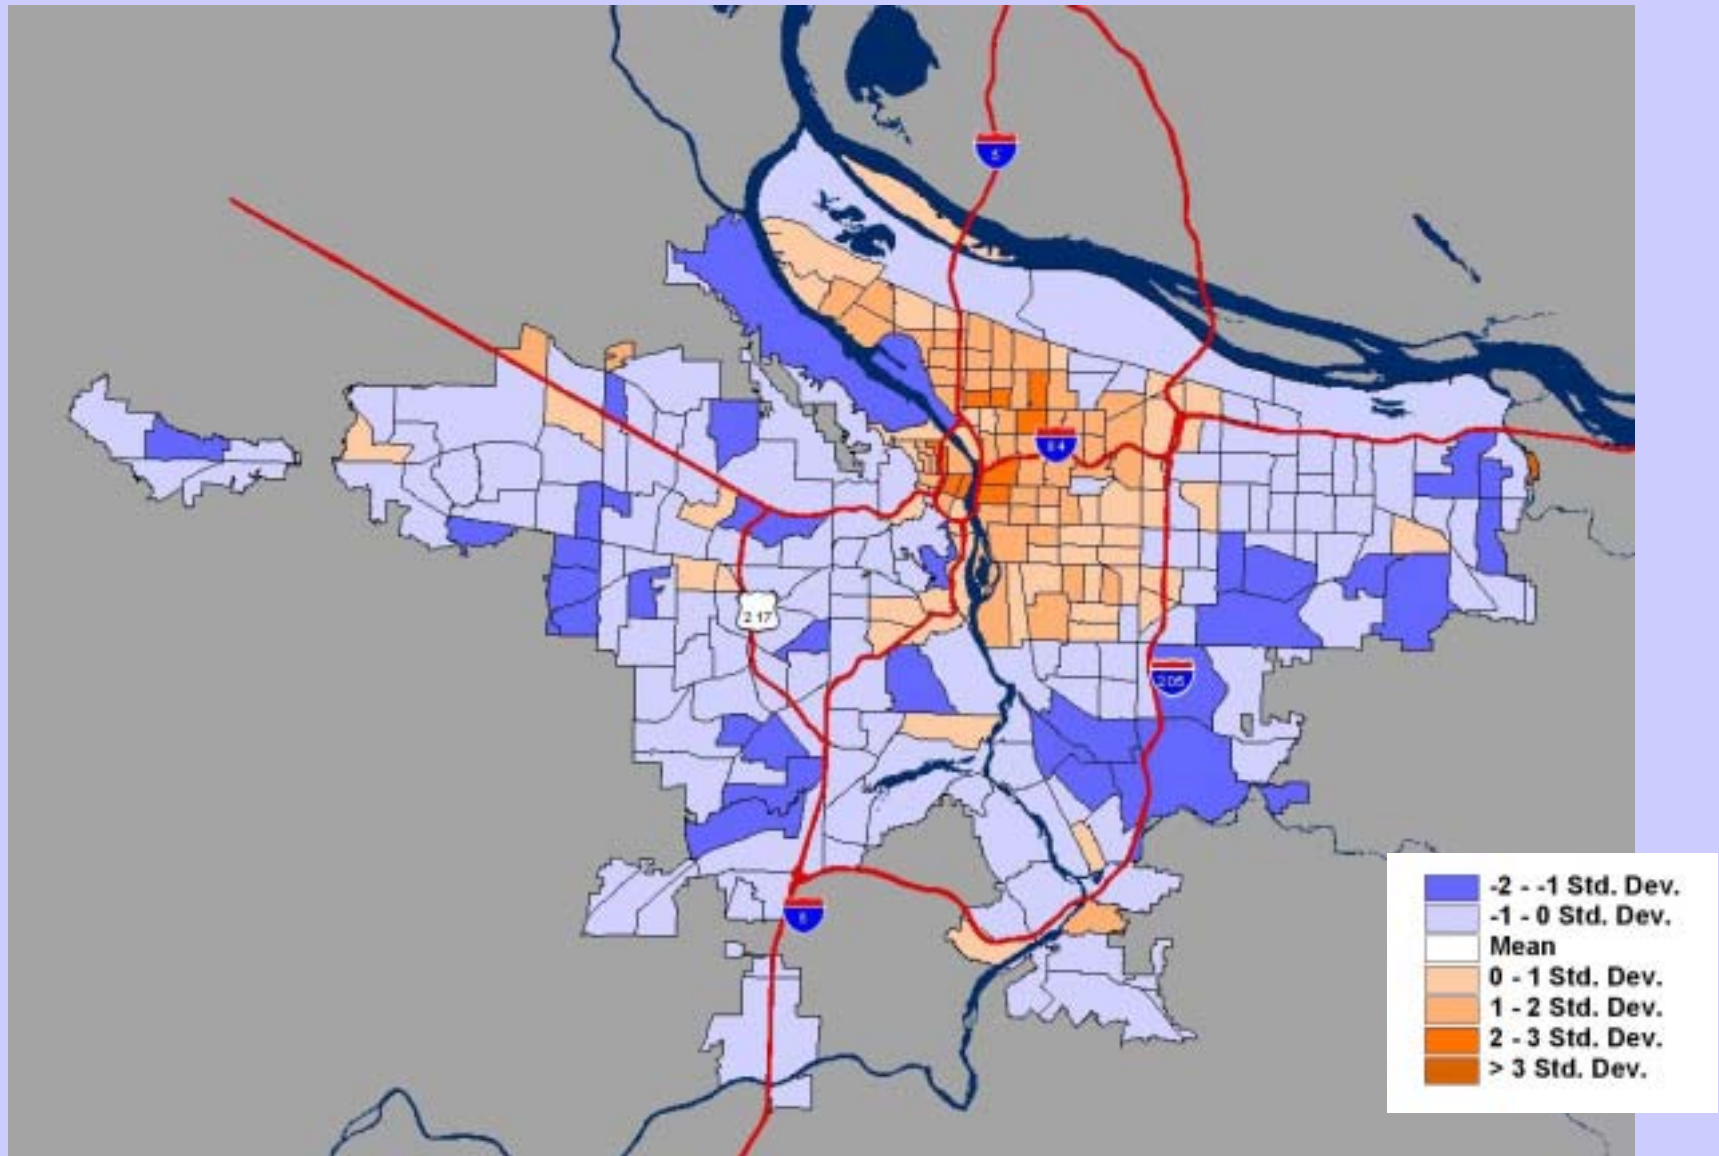 5
84
217
205
5
-2 - -1 Std. Dev.
-1 - 0 Std. Dev.
Mean
0 - 1 Std. Dev.
1 - 2 Std. Dev.
2 - 3 Std. Dev.
> 3 Std. Dev.